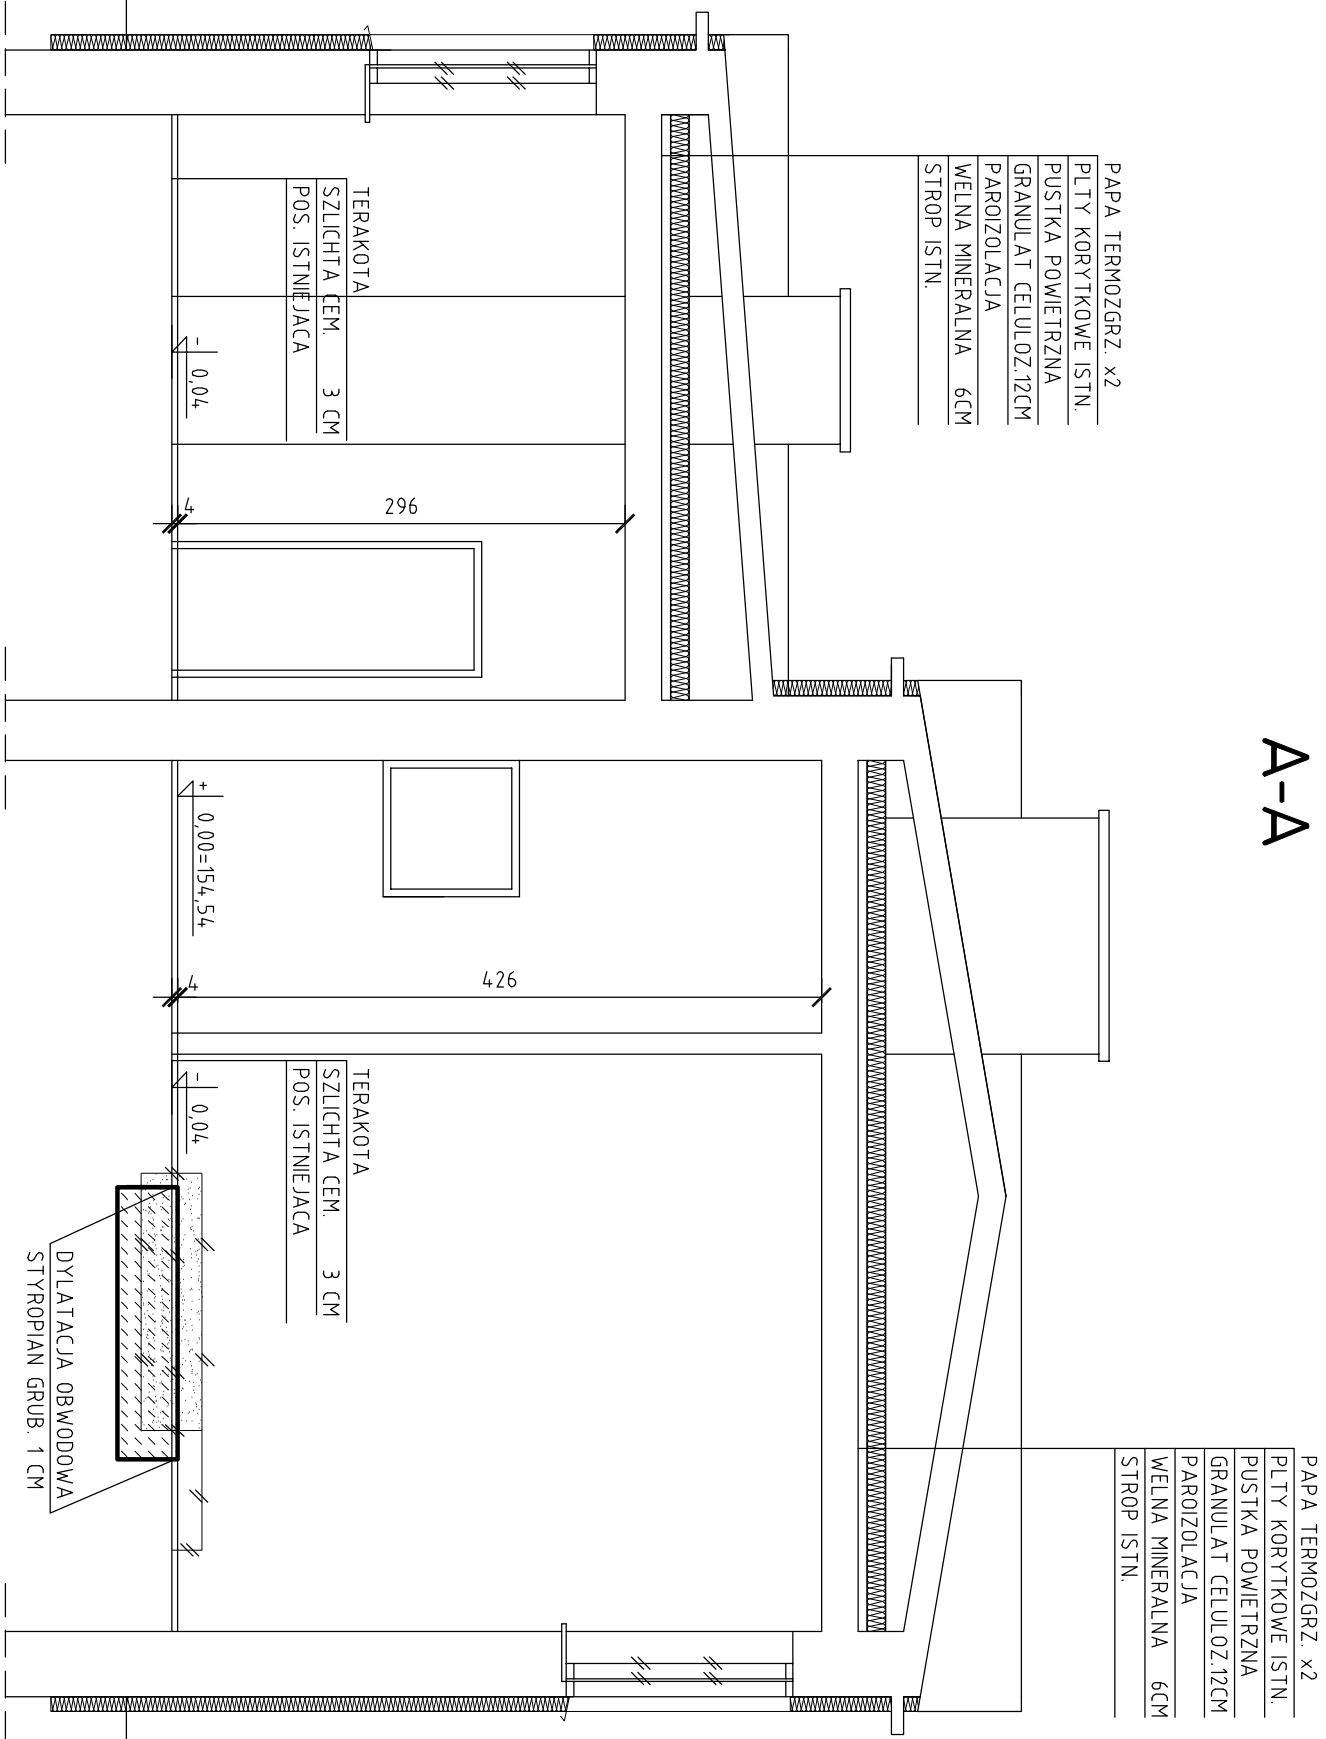 A-A
PAPA TERMOZGRZ. x2
PLTY KORYTKOWE ISTN.
PUSTKA POWIETRZNA
GRANULAT CELULOZ.12CM
PAROIZOLACJA
WELNA MINERALNA 6CM
STROP ISTN.
PAPA TERMOZGRZ. x2
PLTY KORYTKOWE ISTN.
PUSTKA POWIETRZNA
GRANULAT CELULOZ.12CM
PAROIZOLACJA
WELNA MINERALNA 6CM
STROP ISTN.
TERAKOTA
SZLICHTA CEM. 3 CM
POS. ISTNIEJACA
- 0,04
296
4
+ 0,00=154,54
426
4
TERAKOTA
SZLICHTA CEM. 3 CM
POS. ISTNIEJACA
- 0,04
DYLATACJA OBWODOWA
STYROPIAN GRUB. 1 CM